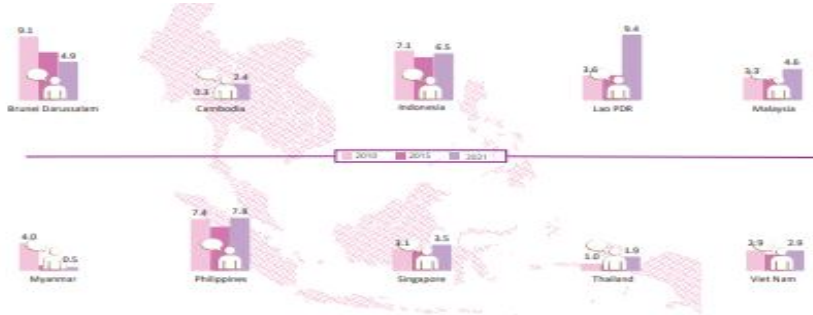 9.1
4.9
Brunei Darussalam
0.3
2.4
Cambodia
7.1
6.5
Indonesia
3.6
9.4
Lao PDR
3.3
4.6
Malaysia
2010 2015 2021
4.0
0.5
Myanmar
7.4
7.8
Philippines
3.1
3.5
Singapore
1.0
1.9
Thailand
2.9
2.9
Viet Nam